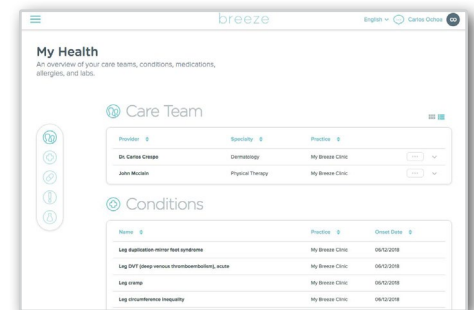 breeze
English
Carlos Ochoa
CO
My Health
An overview of your care teams, conditions, medications,
allergies, and labs.
Care Team
Provider Specialty Practice
Dr. Carlos Crespo Dermatology My Breeze Clinic
John Mcclain Physical Therapy My Breeze Clinic
Conditions
Name Practice Onset Date
Leg duplication-mirror foot syndrome My Breeze Clinic 06/12/2018
Leg DVT (deep venous thromboembolism), acute My Breeze Clinic 06/12/2018
Leg cramp My Breeze Clinic 06/12/2018
Leg circumference inequality My Breeze Clinic 06/12/2018